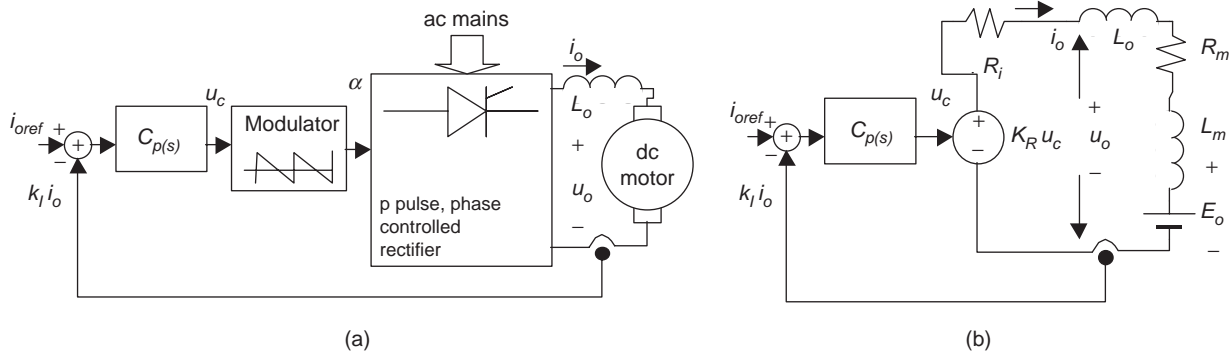 ac mains
i_o
α
L_o
u_c
Modulator
i_oref
+
+
−
C_p(s)
k_I i_o
+
u_o
−
dc
motor
p pulse, phase
controlled
rectifier
(a)
i_o
L_o
R_m
R_i
u_c
i_oref
+
+
−
C_p(s)
k_I i_o
+
−
K_R u_c
+
u_o
−
L_m
+
E_o
−
(b)